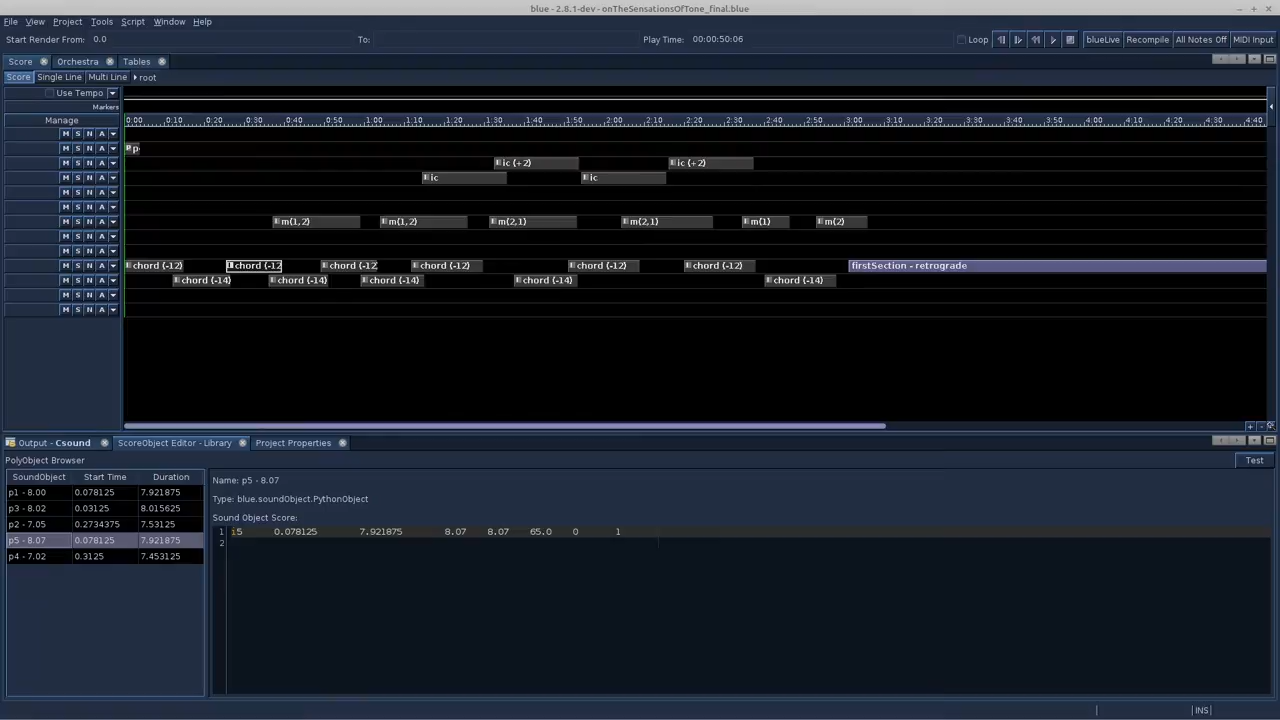 blue - 2.8.1-dev - onTheSensationsOfTone_final.blue
File View Project Tools Script Window Help
Start Render From: 0.0 To: Play Time: 00:00:50:06 Loop blueLive Recompile All Notes Off MIDI Input
Score Orchestra Tables
Score Single Line Multi Line root
Use Tempo
Markers
Manage 0:00 0:10 0:20 0:30 0:40 0:50 1:00 1:10 1:20 1:30 1:40 1:50 2:00 2:10 2:20 2:30 2:40 2:50 3:00 3:10 3:20 3:30 3:40 3:50 4:00 4:10 4:20 4:30 4:40
M S N A
M S N A p
M S N A ic (+2) ic (+2)
M S N A ic ic
M S N A
M S N A
M S N A m(1,2) m(1,2) m(2,1) m(2,1) m(1) m(2)
M S N A
M S N A
M S N A chord (-12) chord (-12 chord (-12 chord (-12) chord (-12) chord (-12) firstSection - retrograde
M S N A chord (-14) chord (-14) chord (-14) chord (-14) chord (-14)
M S N A
M S N A
Output - Csound ScoreObject Editor - Library Project Properties
PolyObject Browser Test
SoundObject Start Time Duration
p1 - 8.00 0.078125 7.921875
p3 - 8.02 0.03125 8.015625
p2 - 7.05 0.2734375 7.53125
p5 - 8.07 0.078125 7.921875
p4 - 7.02 0.3125 7.453125
Name: p5 - 8.07
Type: blue.soundObject.PythonObject
Sound Object Score:
1 i5 0.078125 7.921875 8.07 8.07 65.0 0 1
2
INS